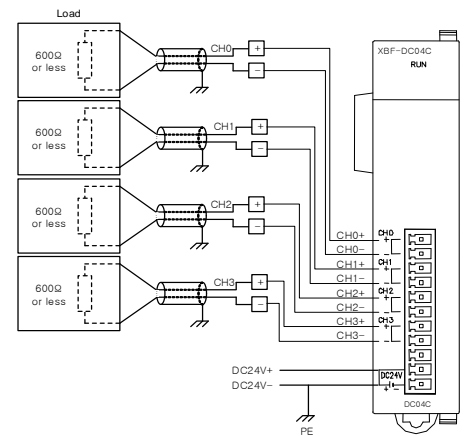 Load
600Ω
or less
CH0
+
−
600Ω
or less
CH1
+
−
600Ω
or less
CH2
+
−
600Ω
or less
CH3
+
−
XBF-DC04C
RUN
CH0+
CH0−
CH1+
CH1−
CH2+
CH2−
CH3+
CH3−
CH0
+
−
CH1
+
−
CH2
+
−
CH3
+
−
DC24V+
DC24V−
DC24V
+ −
PE
DC04C